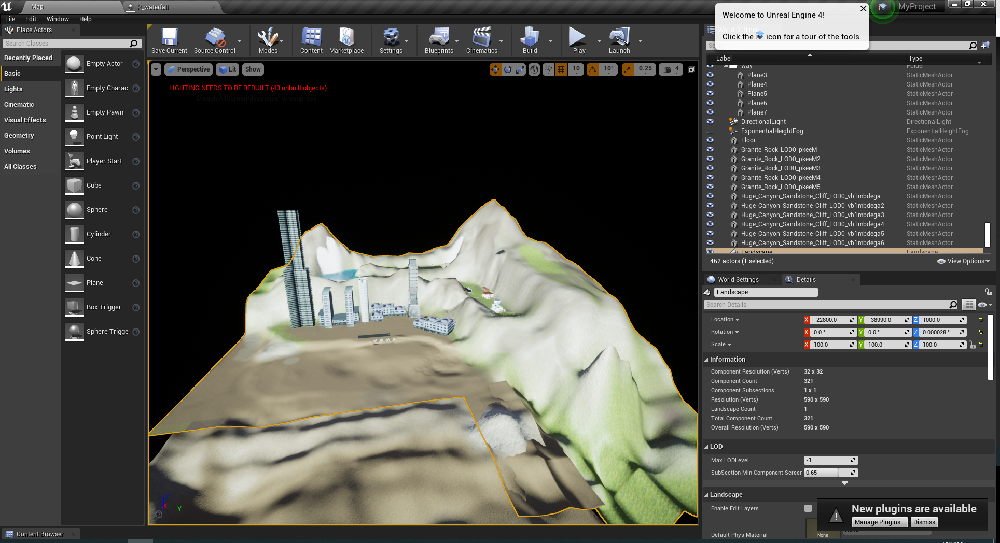 Map
P_waterfall
MyProject
File Edit Window Help
Welcome to Unreal Engine 4!
Click the icon for a tour of the tools.
Place Actors
Search Classes
Recently Placed
Basic
Lights
Cinematic
Visual Effects
Geometry
Volumes
All Classes
Empty Actor
Empty Charac
Empty Pawn
Point Light
Player Start
Cube
Sphere
Cylinder
Cone
Plane
Box Trigger
Sphere Trigge
Save Current Source Control Modes Content Marketplace Settings Blueprints Cinematics Build Play Launch
Perspective Lit Show
10 10° 0.25 4
LIGHTING NEEDS TO BE REBUILT (43 unbuilt objects)
'DisableAllScreenMessages' to suppress
X Y Z
World Outliner
Label Type
way Folder
Plane3 StaticMeshActor
Plane4 StaticMeshActor
Plane5 StaticMeshActor
Plane6 StaticMeshActor
Plane7 StaticMeshActor
DirectionalLight DirectionalLight
ExponentialHeightFog ExponentialHeightFog
Floor StaticMeshActor
Granite_Rock_LOD0_pkeeM StaticMeshActor
Granite_Rock_LOD0_pkeeM2 StaticMeshActor
Granite_Rock_LOD0_pkeeM3 StaticMeshActor
Granite_Rock_LOD0_pkeeM4 StaticMeshActor
Granite_Rock_LOD0_pkeeM5 StaticMeshActor
Huge_Canyon_Sandstone_Cliff_LOD0_vb1mbdega StaticMeshActor
Huge_Canyon_Sandstone_Cliff_LOD0_vb1mbdega2 StaticMeshActor
Huge_Canyon_Sandstone_Cliff_LOD0_vb1mbdega3 StaticMeshActor
Huge_Canyon_Sandstone_Cliff_LOD0_vb1mbdega4 StaticMeshActor
Huge_Canyon_Sandstone_Cliff_LOD0_vb1mbdega5 StaticMeshActor
Huge_Canyon_Sandstone_Cliff_LOD0_vb1mbdega6 StaticMeshActor
Landscape Landscape
462 actors (1 selected) View Options
World Settings Details
Landscape
Search Details
Location X -22800.0 Y -38990.0 Z 1000.0
Rotation X 0.0 ° Y 0.0 ° Z 0.000028 °
Scale X 100.0 Y 100.0 Z 100.0
Information
Component Resolution (Verts) 32 x 32
Component Count 321
Component Subsections 1 x 1
Resolution (Verts) 590 x 590
Landscape Count 1
Total Component Count 321
Overall Resolution (Verts) 590 x 590
LOD
Max LODLevel -1
SubSection Min Component Screer 0.65
Landscape
Enable Edit Layers
Default Phys Material
None
New plugins are available
Manage Plugins... Dismiss
Content Browser